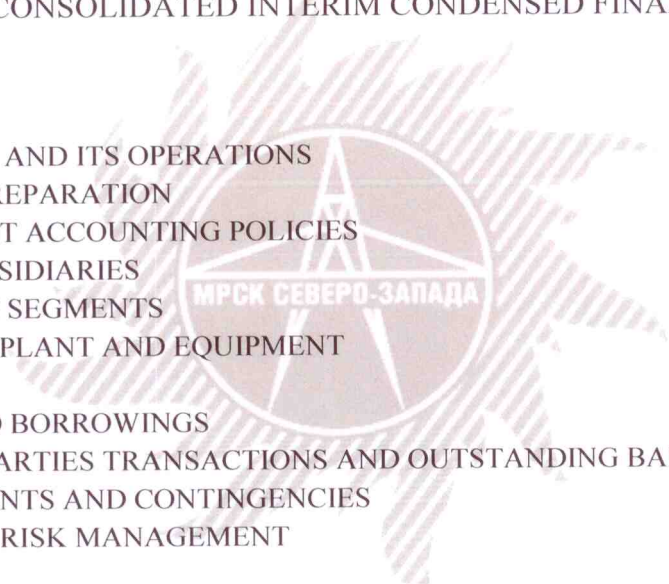 CONSOLIDATED INTERIM CONDENSED FINA
AND ITS OPERATIONS
REPARATION
T ACCOUNTING POLICIES
SIDIARIES
МРСК СЕВЕРО-ЗАПАДА
SEGMENTS
PLANT AND EQUIPMENT
BORROWINGS
ARTIES TRANSACTIONS AND OUTSTANDING BA
NTS AND CONTINGENCIES
RISK MANAGEMENT